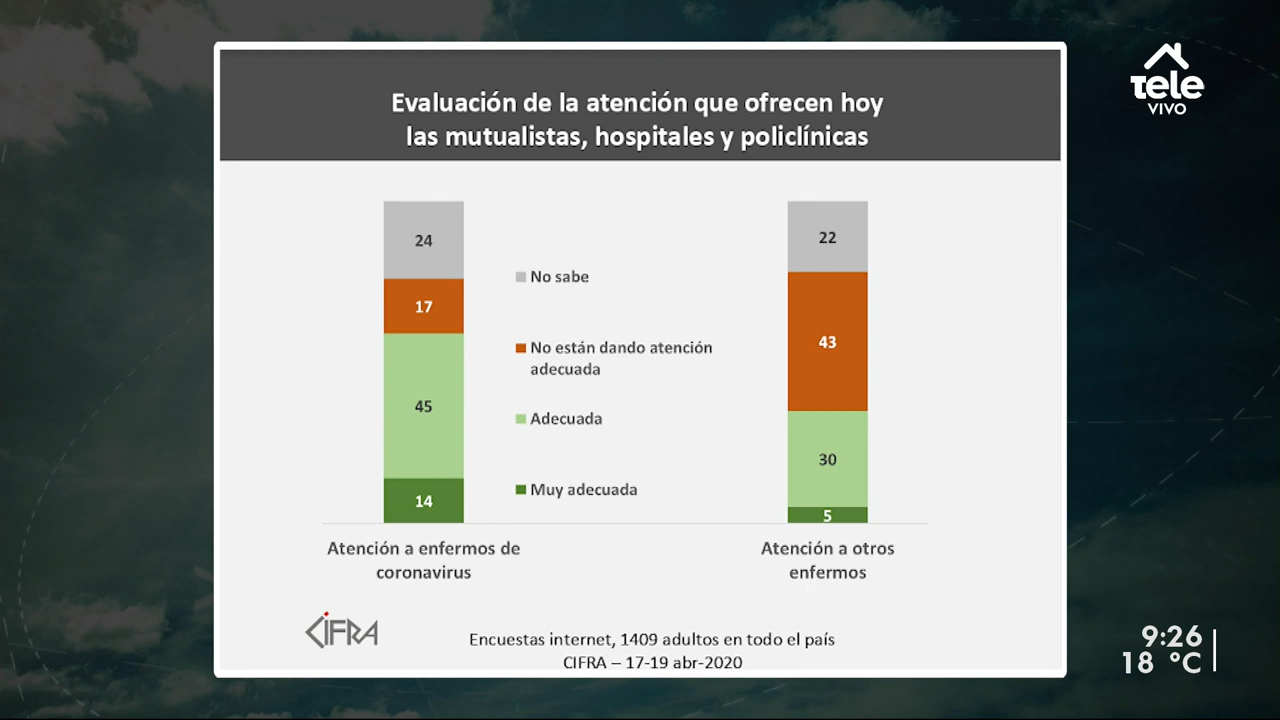 Evaluación de la atención que ofrecen hoy
las mutualistas, hospitales y policlínicas
TELE
VIVO
24
17
45
14
No sabe
No están dando atención
adecuada
Adecuada
Muy adecuada
22
43
30
5
Atención a enfermos de
coronavirus
Atención a otros
enfermos
CIFRA
Encuestas internet, 1409 adultos en todo el país
CIFRA – 17-19 abr-2020
9:26
18 °C